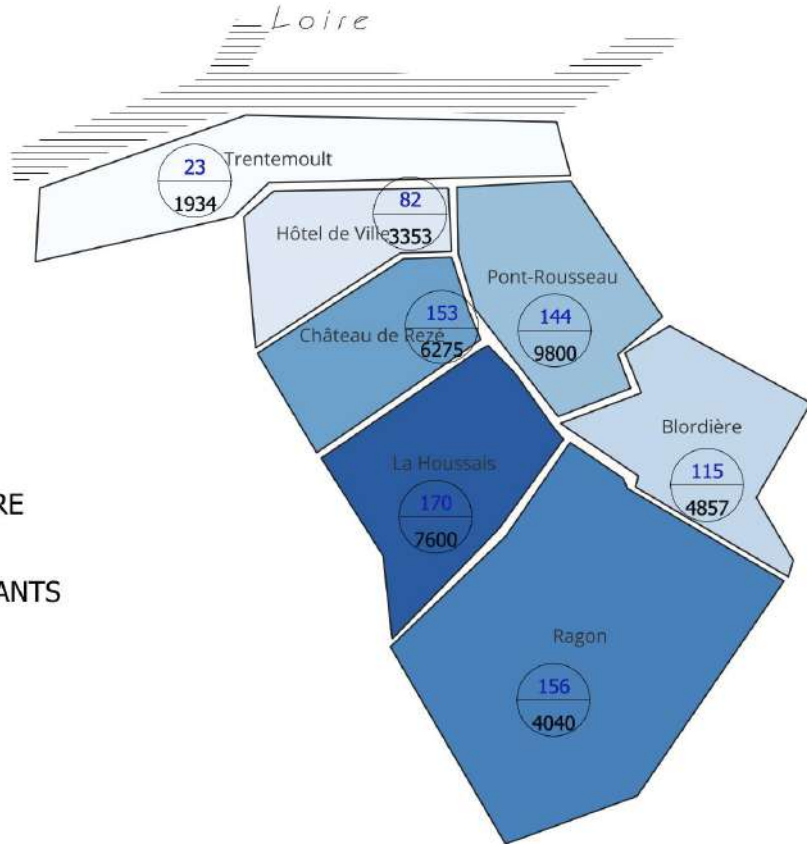 Loire
Trentemoult
23
1934
82
3353
Hôtel de Ville
Pont-Rousseau
144
9800
Château de Rezé
153
6275
Blordière
115
4857
La Houssais
170
7600
RE
ANTS
Ragon
156
4040